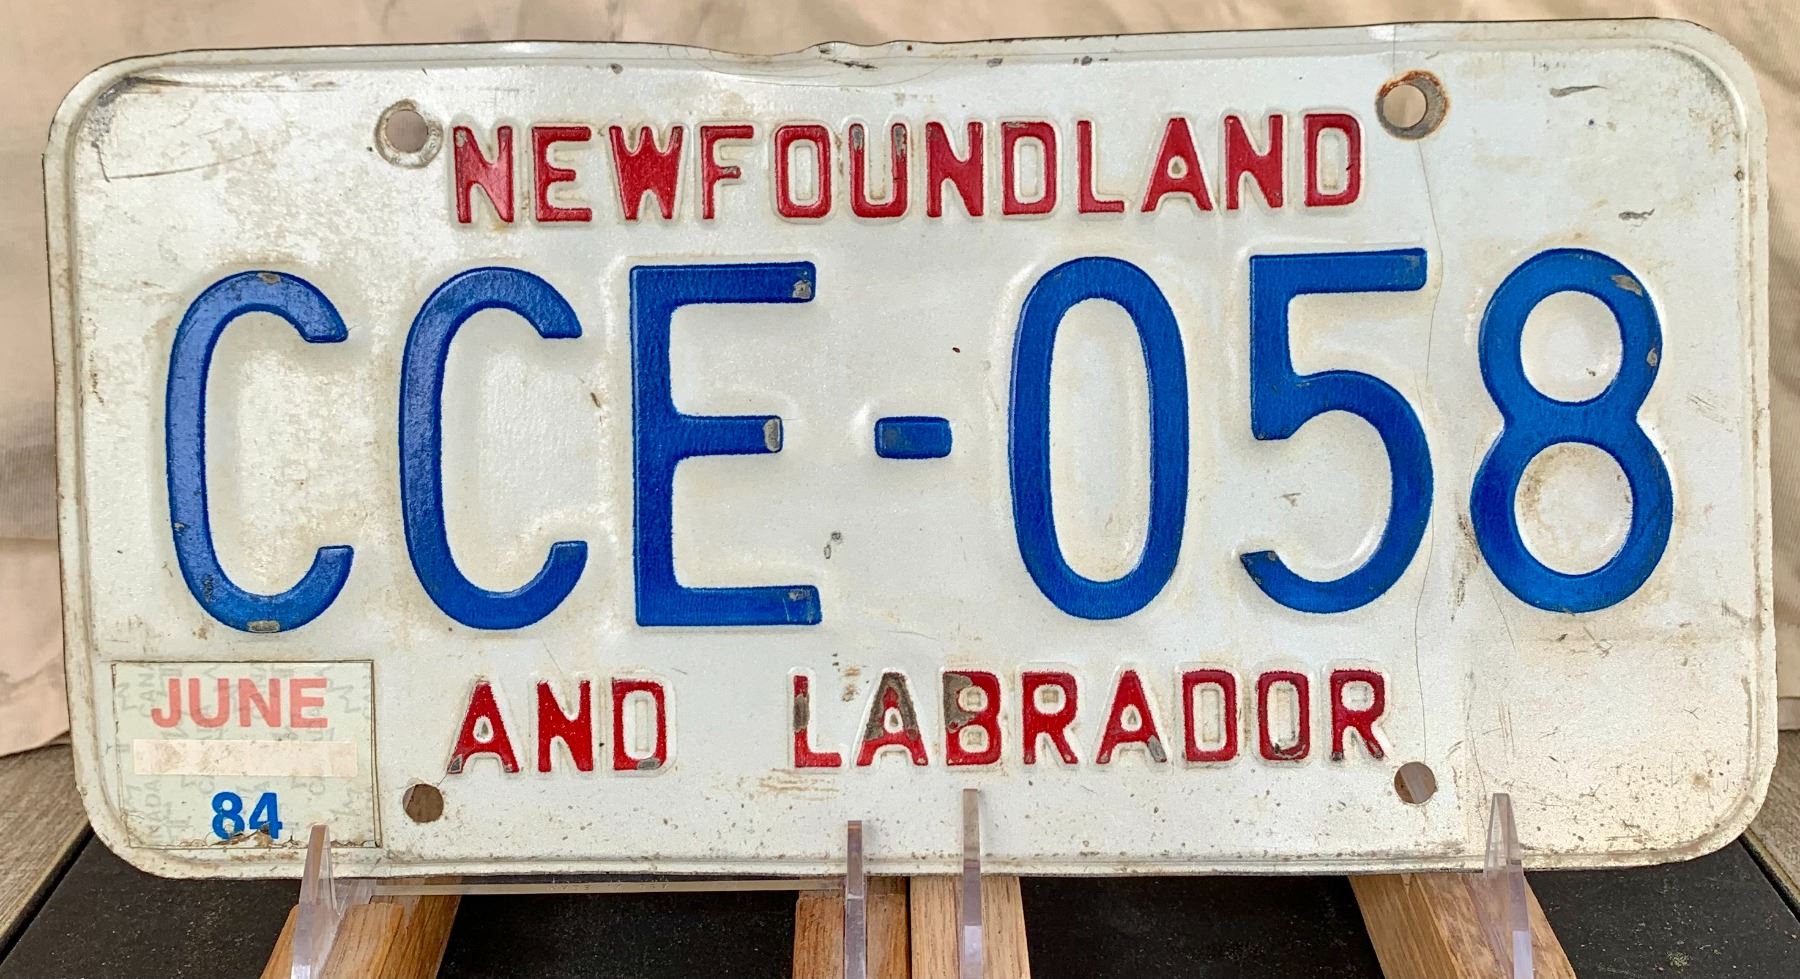 NEWFOUNDLAND
CCE-058
AND LABRADOR
JUNE
84